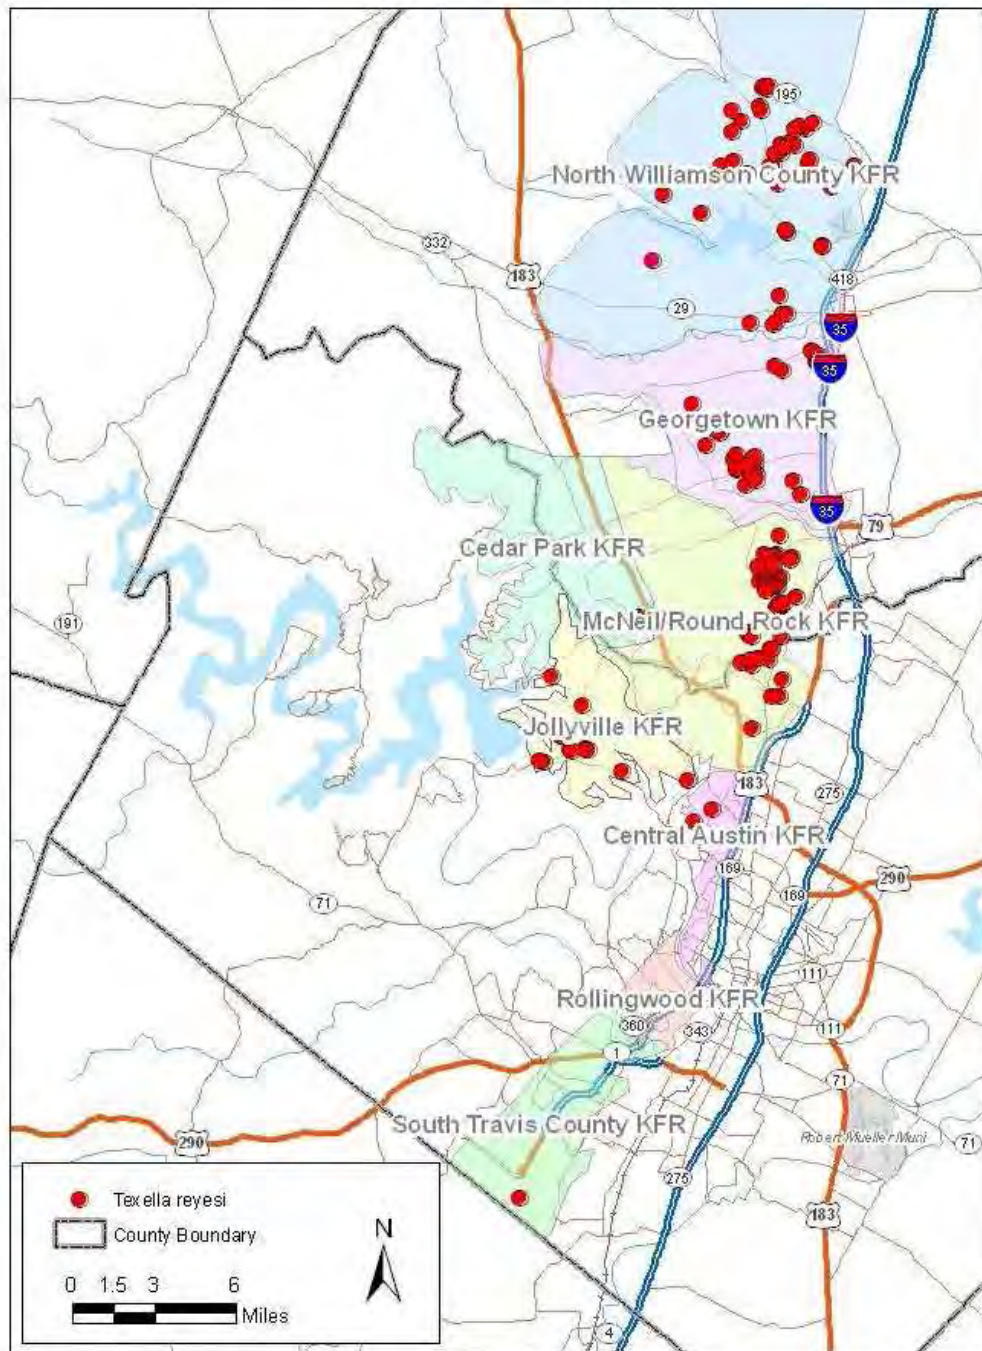 195
North Williamson County KFR
332
183
418
29
35
35
Georgetown KFR
35
79
Cedar Park KFR
191
McNeil/Round Rock KFR
Jollyville KFR
183
275
Central Austin KFR
169
290
71
169
111
Rollingwood KFR
360
343
111
1
71
South Travis County KFR
290
Robert Mueller Muni
71
275
183
Texella reyesi
County Boundary
N
0 1.5 3 6
Miles
4